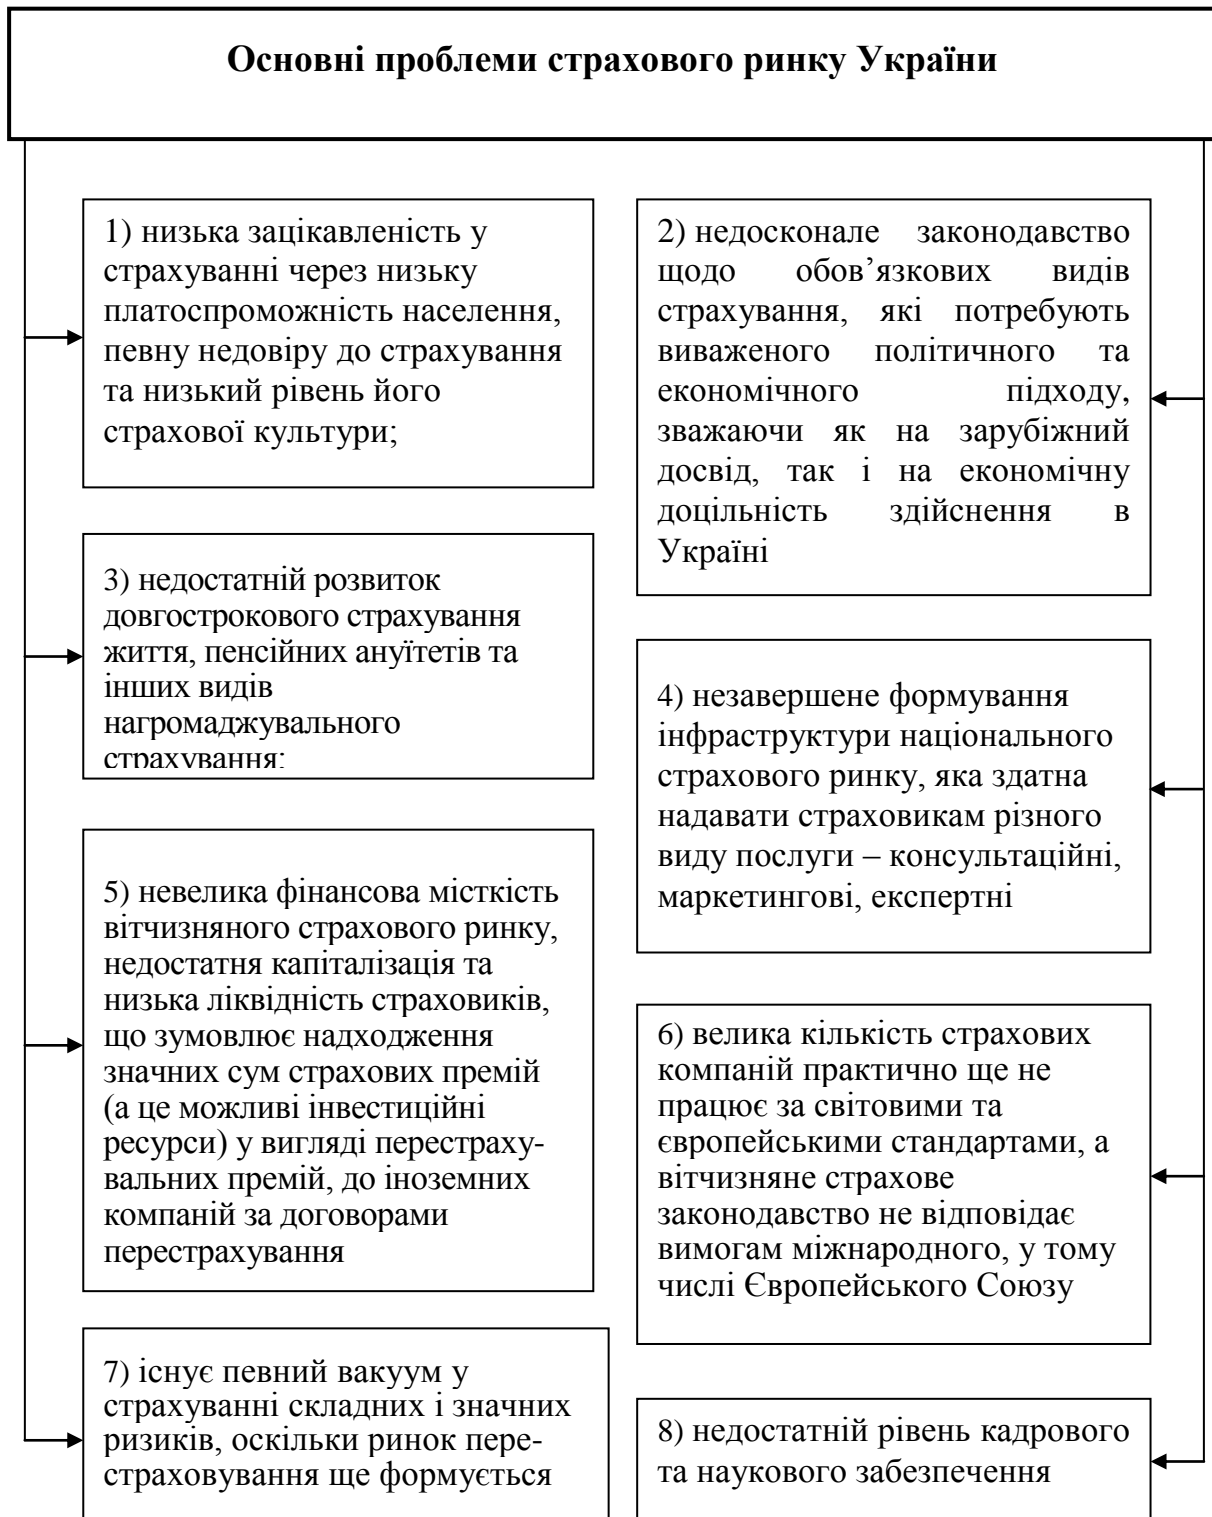 Основні проблеми страхового ринку України
1) низька зацікавленість у
страхуванні через низьку
платоспроможність населення,
певну недовіру до страхування
та низький рівень його
страхової культури;
2) недосконале законодавство
щодо обов’язкових видів
страхування, які потребують
виваженого політичного та
економічного підходу,
зважаючи як на зарубіжний
досвід, так і на економічну
доцільність здійснення в
Україні
3) недостатній розвиток
довгострокового страхування
життя, пенсійних ануїтетів та
інших видів
нагромаджувального
страхування;
4) незавершене формування
інфраструктури національного
страхового ринку, яка здатна
надавати страховикам різного
виду послуги – консультаційні,
маркетингові, експертні
5) невелика фінансова місткість
вітчизняного страхового ринку,
недостатня капіталізація та
низька ліквідність страховиків,
що зумовлює надходження
значних сум страхових премій
(а це можливі інвестиційні
ресурси) у вигляді перестраху-
вальних премій, до іноземних
компаній за договорами
перестрахування
6) велика кількість страхових
компаній практично ще не
працює за світовими та
європейськими стандартами, а
вітчизняне страхове
законодавство не відповідає
вимогам міжнародного, у тому
числі Європейського Союзу
7) існує певний вакуум у
страхуванні складних і значних
ризиків, оскільки ринок пере-
страховування ще формується
8) недостатній рівень кадрового
та наукового забезпечення